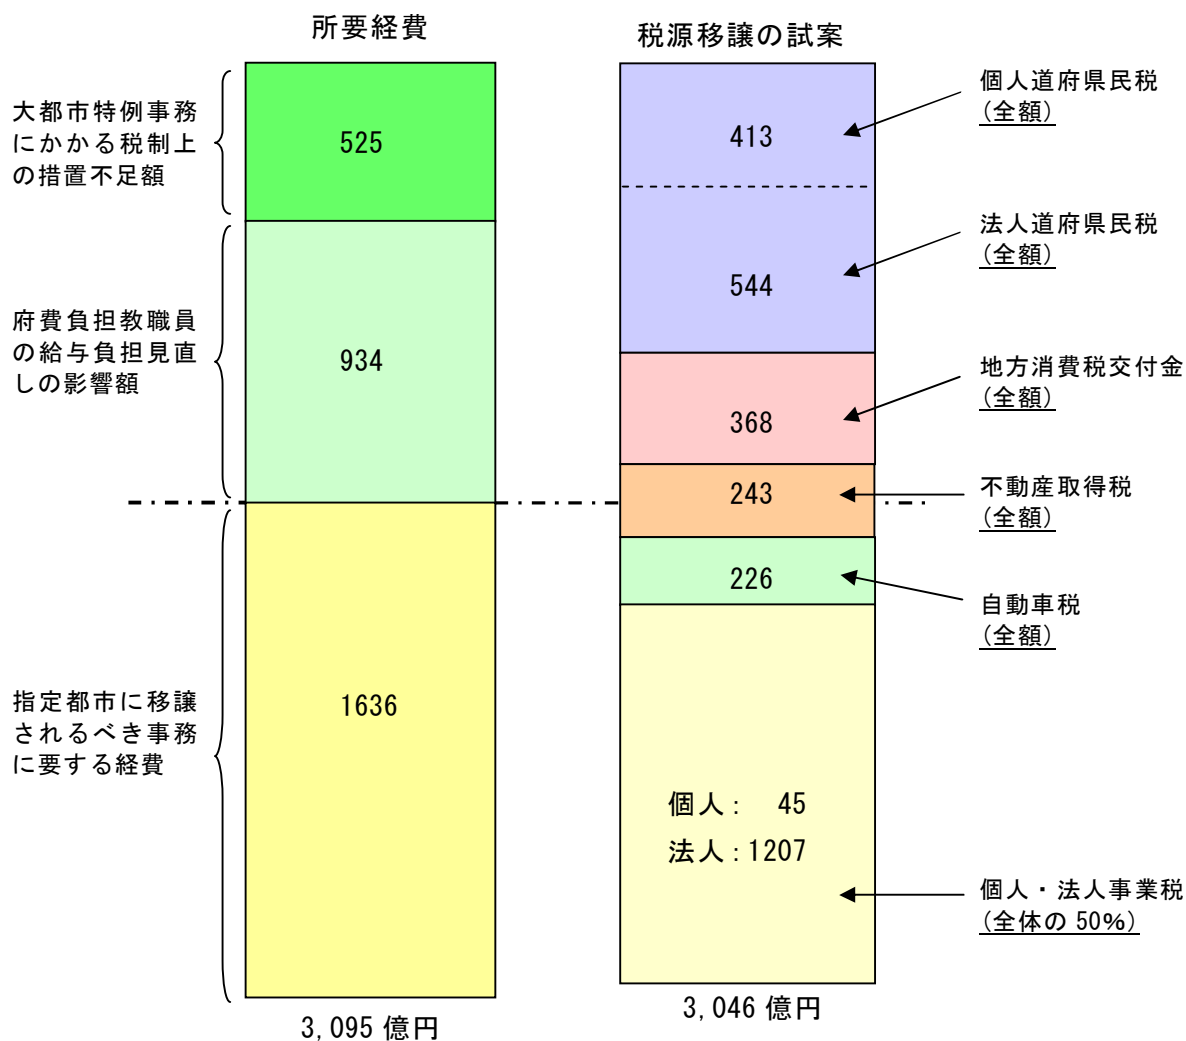 所要経費
大都市特例事務
にかかる税制上
の措置不足額
525
府費負担教職員
の給与負担見直
しの影響額
934
指定都市に移譲
されるべき事務
に要する経費
1636
3,095 億円
税源移譲の試案
413
個人道府県民税
(全額)
544
法人道府県民税
(全額)
368
地方消費税交付金
(全額)
243
不動産取得税
(全額)
226
自動車税
(全額)
個人: 45
法人:1207
個人・法人事業税
(全体の 50%)
3,046 億円